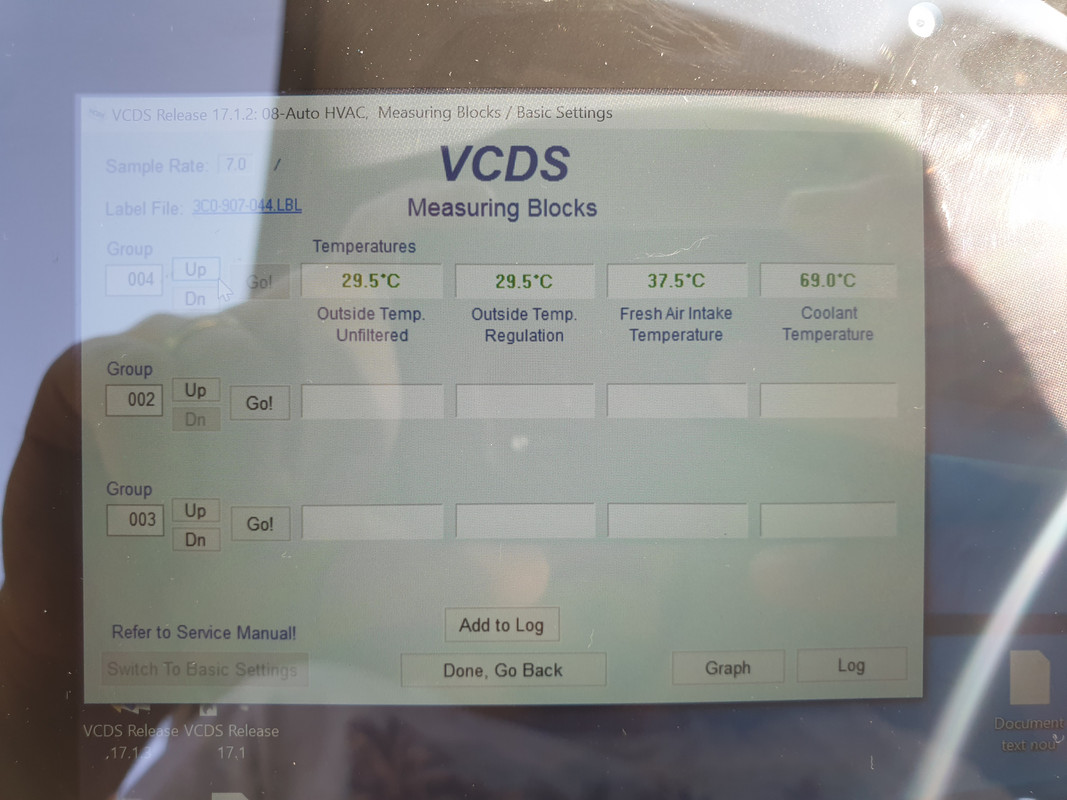 VCDS Release 17.1.2: 08-Auto HVAC, Measuring Blocks / Basic Settings
VCDS
Sample Rate: 7.0 /
Label File: 3C0-907-044.LBL
Measuring Blocks
Group
Temperatures
004 Up Go! 29.5°C 29.5°C 37.5°C 69.0°C
Dn
Outside Temp. Outside Temp. Fresh Air Intake Coolant
Unfiltered Regulation Temperature Temperature
Group
002 Up Go!
Dn
Group
003 Up Go!
Dn
Add to Log
Refer to Service Manual!
Switch To Basic Settings Done, Go Back Graph Log
VCDS Release VCDS Release Document
17.1 text nou